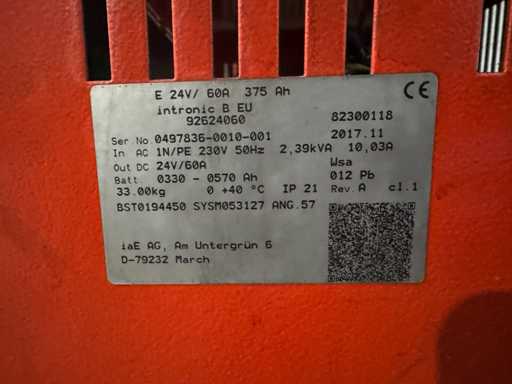 E 24V/ 60A 375 Ah
intronic B EU
92624060 82300118
Ser No.0497836-0010-001 2017.11
In AC 1N/PE 230V 50Hz 2,39kVA 10,03A
Out DC 24V/60A Wsa
Batt. 0330 - 0570 Ah 012 Pb
33.00kg 0 +40 °C IP 21 Rev.A c1.1
BST0194450 SYSM053127 ANG.57
iaE AG, Am Untergrün 6
D-79232 March
CE